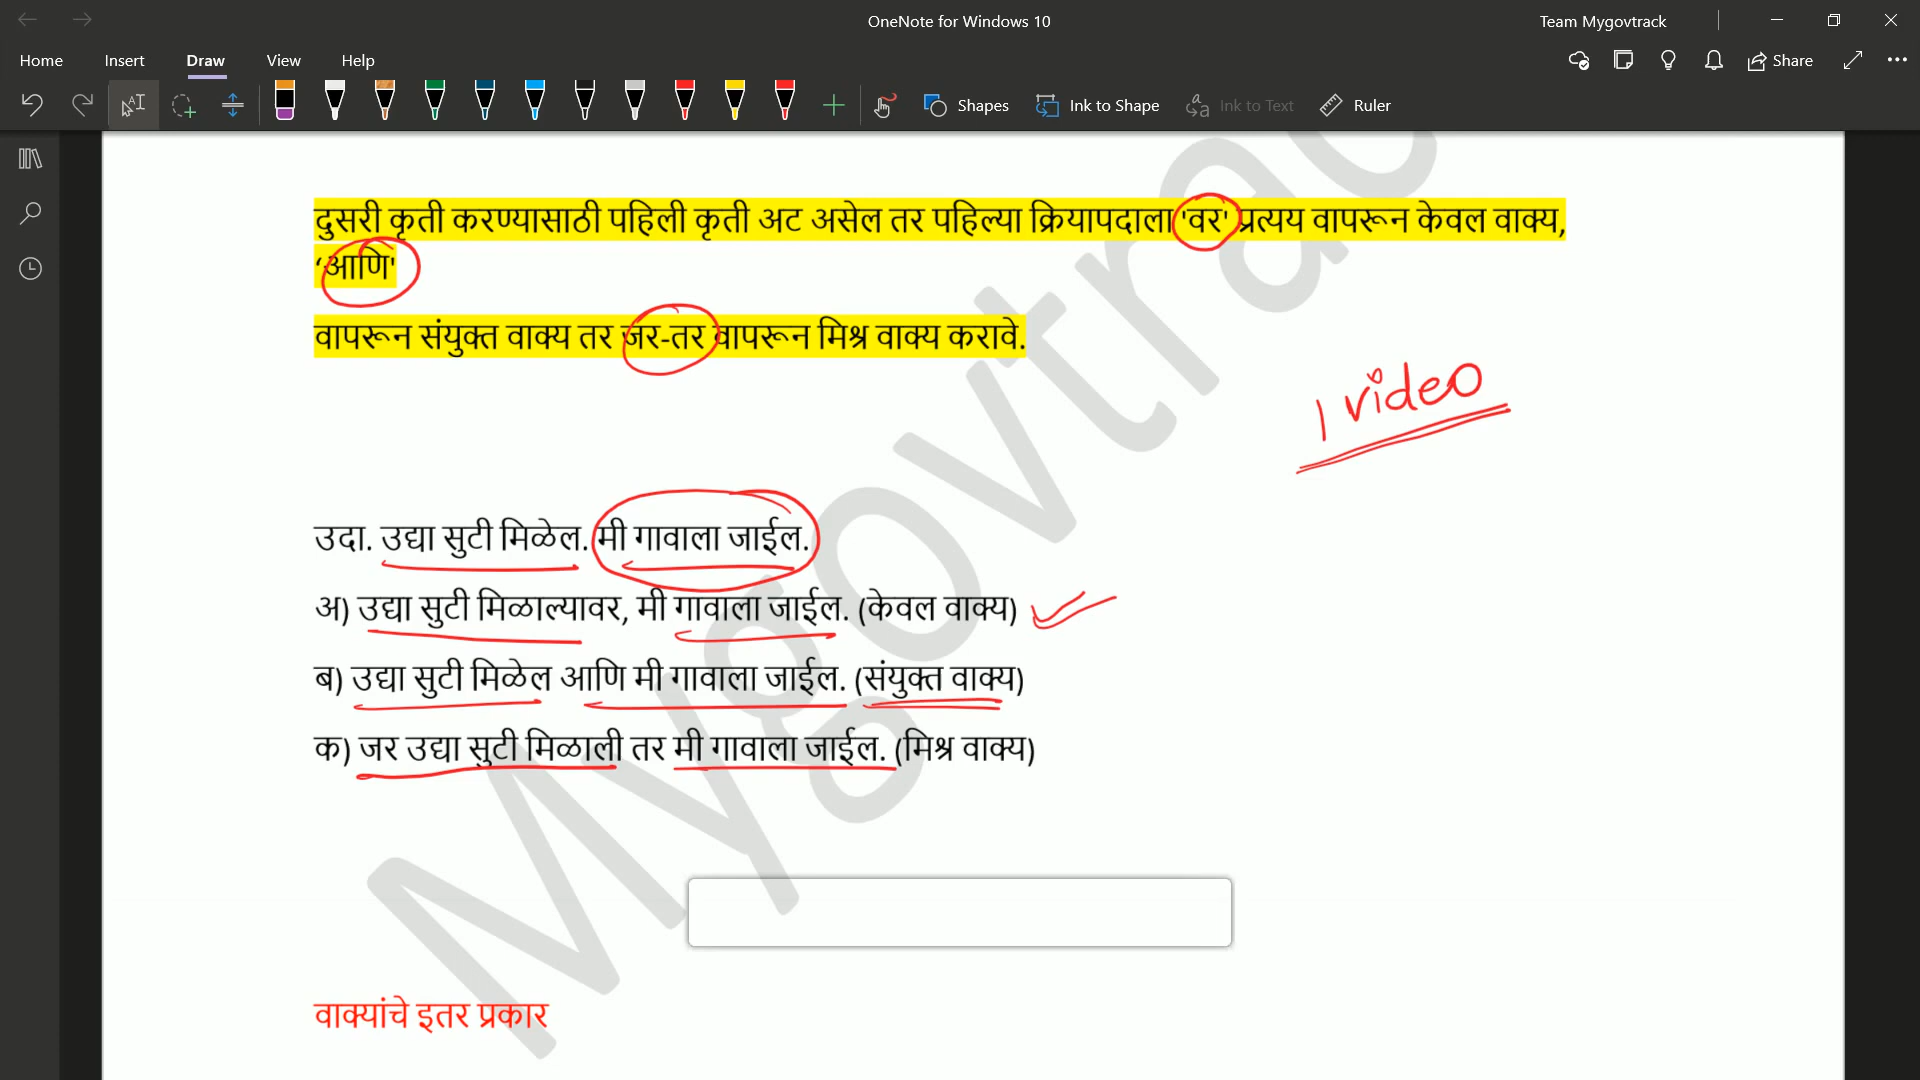 OneNote for Windows 10
Team Mygovtrack
Home Insert Draw View Help
Share
Shapes Ink to Shape Ink to Text Ruler
दुसरी कृती करण्यासाठी पहिली कृती अट असेल तर पहिल्या क्रियापदाला 'वर' प्रत्यय वापरून केवल वाक्य,
‘आणि'
वापरून संयुक्त वाक्य तर जर-तर वापरून मिश्र वाक्य करावे.
1 video
उदा. उद्या सुटी मिळेल. मी गावाला जाईल.
अ) उद्या सुटी मिळाल्यावर, मी गावाला जाईल. (केवल वाक्य)
ब) उद्या सुटी मिळेल आणि मी गावाला जाईल. (संयुक्त वाक्य)
क) जर उद्या सुटी मिळाली तर मी गावाला जाईल. (मिश्र वाक्य)
वाक्यांचे इतर प्रकार
Mygovtrac